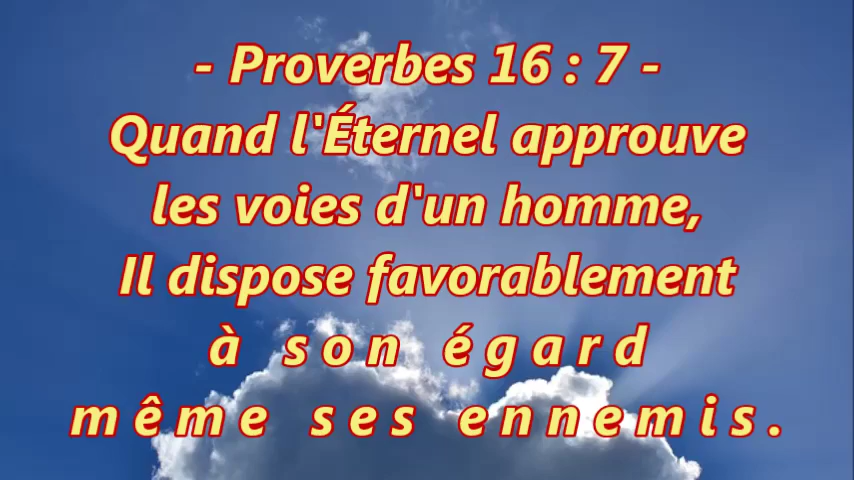 - Proverbes 16 : 7 -
Quand l'Éternel approuve
les voies d'un homme,
Il dispose favorablement
à son égard
même ses ennemis.